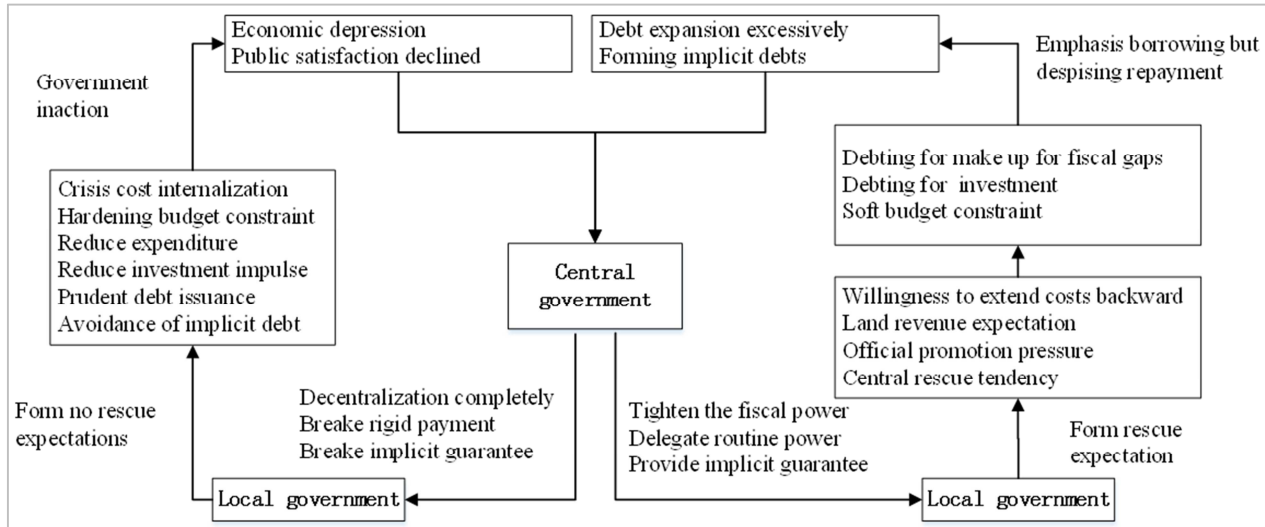 Economic depression
Public satisfaction declined
Debt expansion excessively
Forming implicit debts
Government
inaction
Emphasis borrowing but
despising repayment
Crisis cost internalization
Hardening budget constraint
Reduce expenditure
Reduce investment impulse
Prudent debt issuance
Avoidance of implicit debt
Debting for make up for fiscal gaps
Debting for investment
Soft budget constraint
Central
government
Willingness to extend costs backward
Land revenue expectation
Official promotion pressure
Central rescue tendency
Form no rescue
expectations
Decentralization completely
Breake rigid payment
Breake implicit guarantee
Tighten the fiscal power
Delegate routine power
Provide implicit guarantee
Form rescue
expectation
Local government
Local government